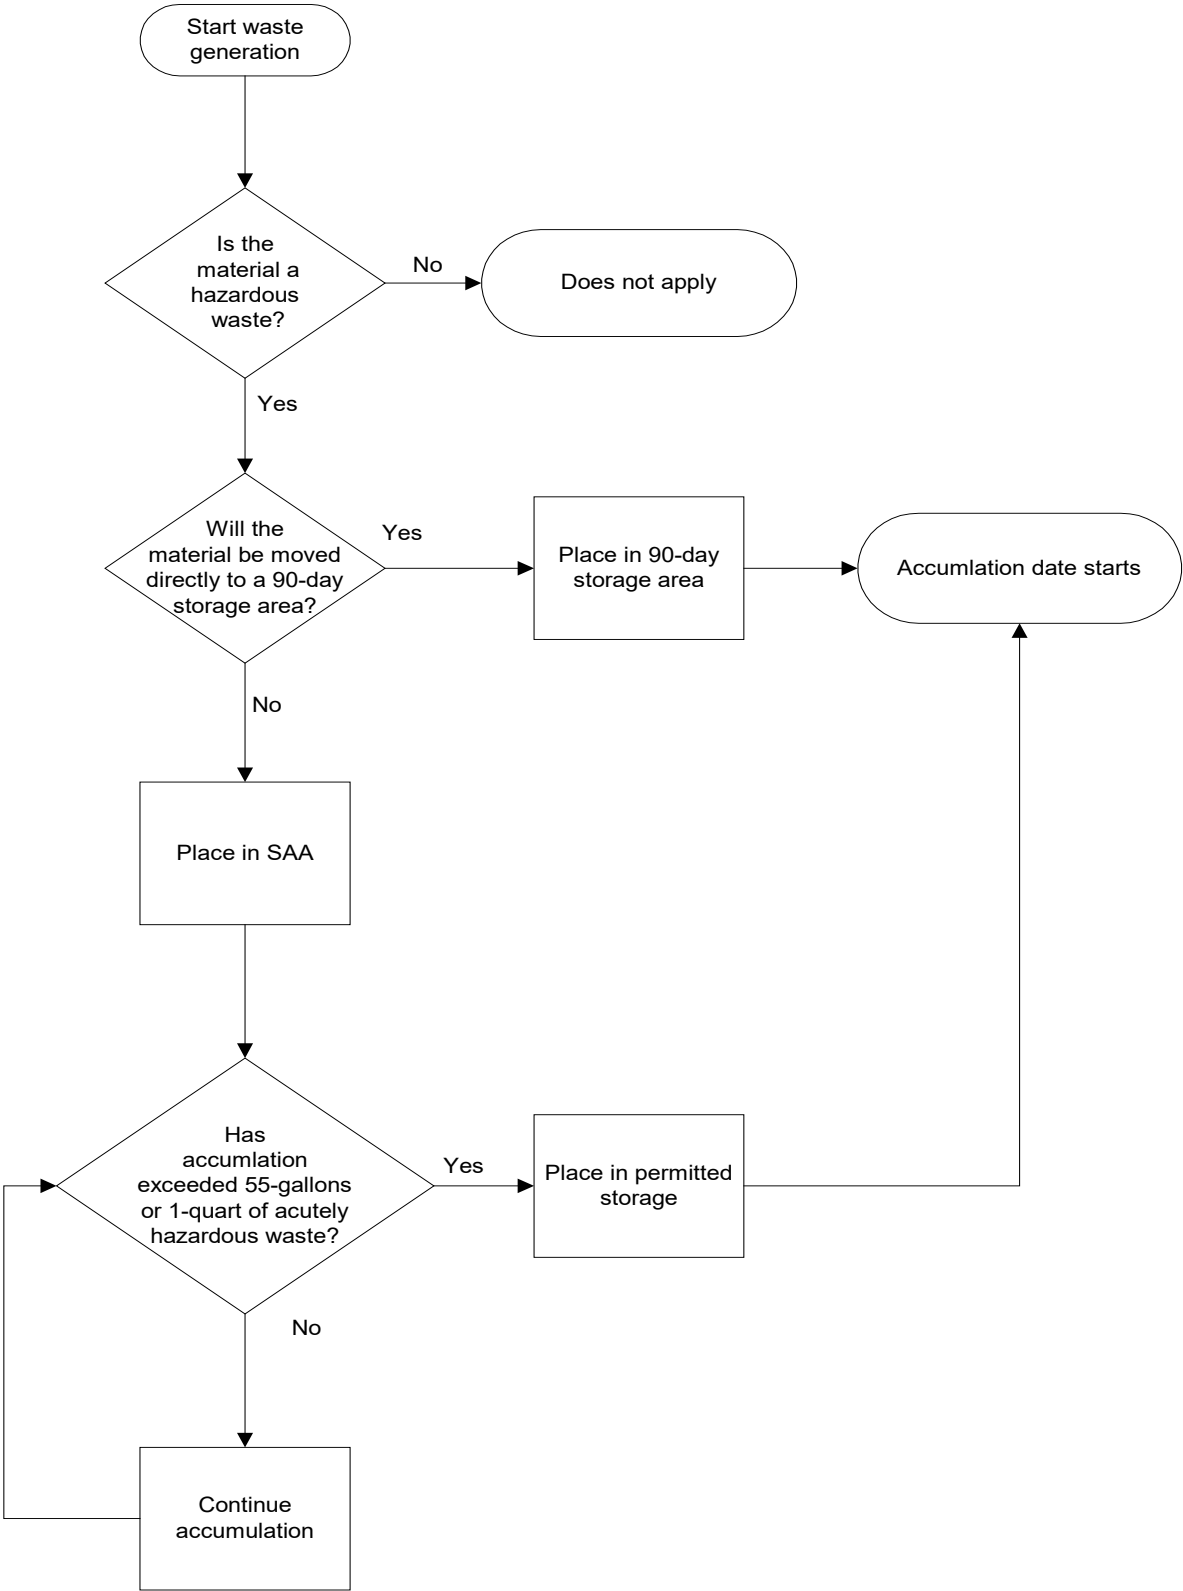 Start waste
generation
Is the
material a
hazardous
waste?
No
Does not apply
Yes
Will the
material be moved
directly to a 90-day
storage area?
Yes
Place in 90-day
storage area
Accumlation date starts
No
Place in SAA
Has
accumlation
exceeded 55-gallons
or 1-quart of acutely
hazardous waste?
Yes
Place in permitted
storage
No
Continue
accumulation